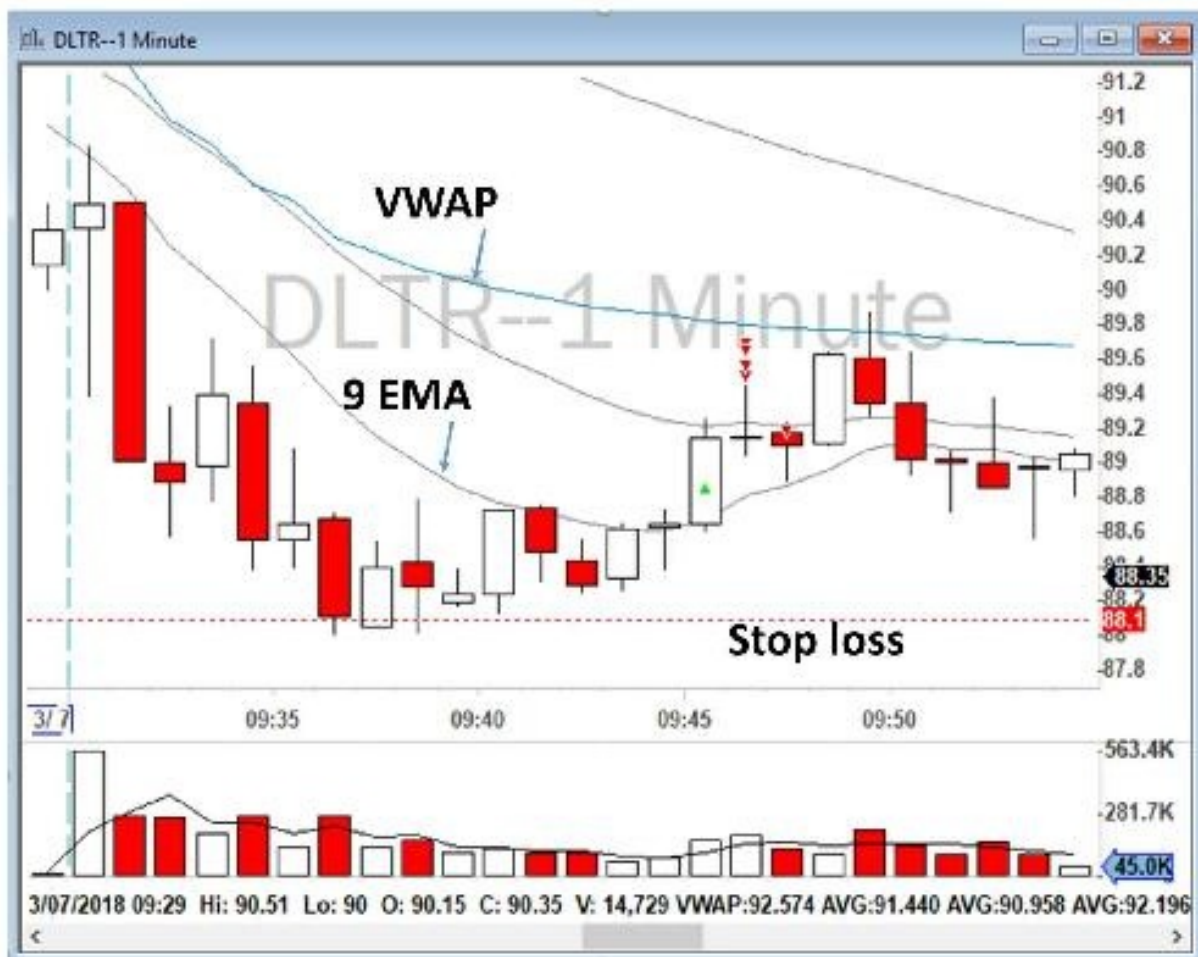 DLTR--1 Minute
91.2
91
90.8
90.6
90.4
90.2
90
89.8
89.6
89.4
89.2
89
88.8
88.6
88.4
88.35
88.2
88.1
88
87.8
VWAP
DLTR--1 Minute
9 EMA
Stop loss
3/7
09:35
09:40
09:45
09:50
563.4K
281.7K
45.0K
3/07/2018 09:29 Hi: 90.51 Lo: 90 O: 90.15 C: 90.35 V: 14,729 VWAP:92.574 AVG:91.440 AVG:90.958 AVG:92.196